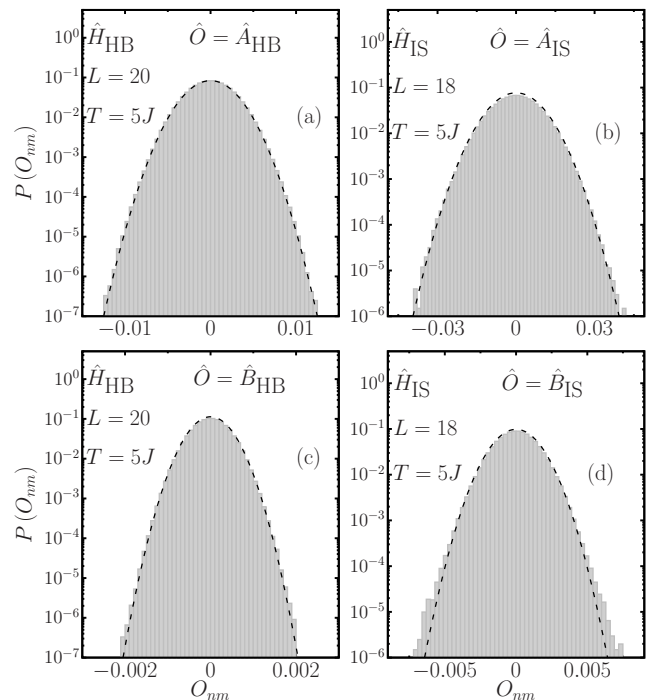 Ĥ_HB Ô = Â_HB
L = 20
T = 5J (a)
P(O_nm)
10^0
10^−1
10^−2
10^−3
10^−4
10^−5
10^−6
10^−7
−0.01 0 0.01
Ĥ_IS Ô = Â_IS
L = 18
T = 5J (b)
10^0
10^−1
10^−2
10^−3
10^−4
10^−5
10^−6
−0.03 0 0.03
Ĥ_HB Ô = B̂_HB
L = 20
T = 5J (c)
P(O_nm)
10^0
10^−1
10^−2
10^−3
10^−4
10^−5
10^−6
10^−7
−0.002 0 0.002
O_nm
Ĥ_IS Ô = B̂_IS
L = 18
T = 5J (d)
10^0
10^−1
10^−2
10^−3
10^−4
10^−5
10^−6
−0.005 0 0.005
O_nm